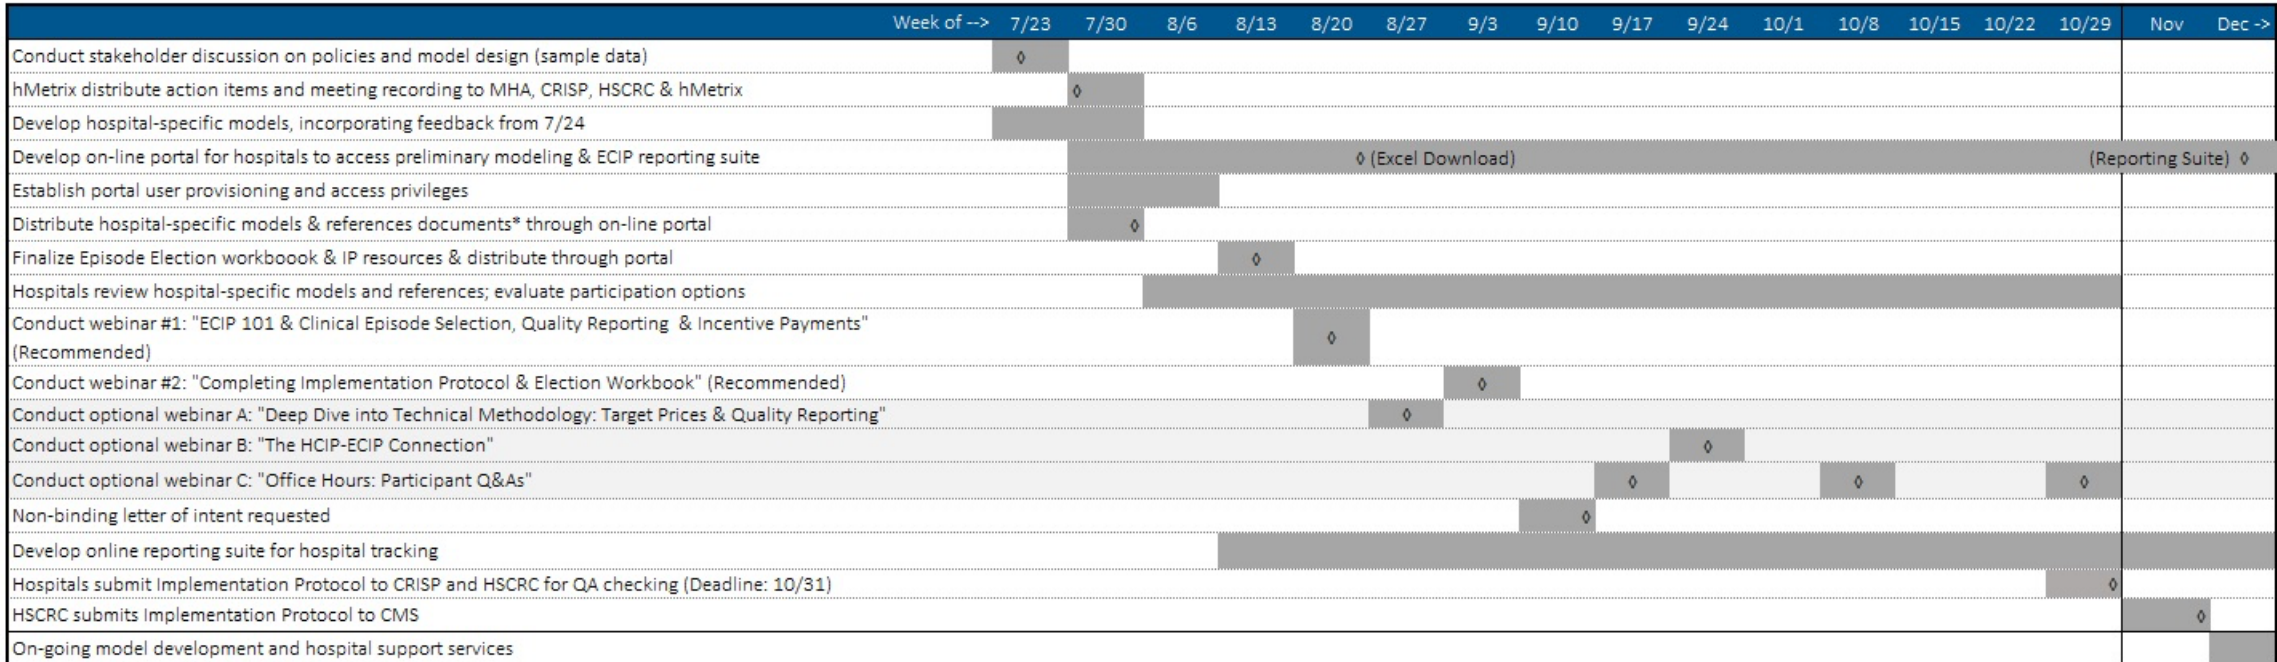 Week of --> 7/23 7/30 8/6 8/13 8/20 8/27 9/3 9/10 9/17 9/24 10/1 10/8 10/15 10/22 10/29 Nov Dec ->
Conduct stakeholder discussion on policies and model design (sample data) ◊
hMetrix distribute action items and meeting recording to MHA, CRISP, HSCRC & hMetrix ◊
Develop hospital-specific models, incorporating feedback from 7/24
Develop on-line portal for hospitals to access preliminary modeling & ECIP reporting suite ◊ (Excel Download) (Reporting Suite) ◊
Establish portal user provisioning and access privileges
Distribute hospital-specific models & references documents* through on-line portal ◊
Finalize Episode Election workboook & IP resources & distribute through portal ◊
Hospitals review hospital-specific models and references; evaluate participation options
Conduct webinar #1: "ECIP 101 & Clinical Episode Selection, Quality Reporting & Incentive Payments"
(Recommended) ◊
Conduct webinar #2: "Completing Implementation Protocol & Election Workbook" (Recommended) ◊
Conduct optional webinar A: "Deep Dive into Technical Methodology: Target Prices & Quality Reporting" ◊
Conduct optional webinar B: "The HCIP-ECIP Connection" ◊
Conduct optional webinar C: "Office Hours: Participant Q&As" ◊ ◊ ◊
Non-binding letter of intent requested ◊
Develop online reporting suite for hospital tracking
Hospitals submit Implementation Protocol to CRISP and HSCRC for QA checking (Deadline: 10/31) ◊
HSCRC submits Implementation Protocol to CMS ◊
On-going model development and hospital support services